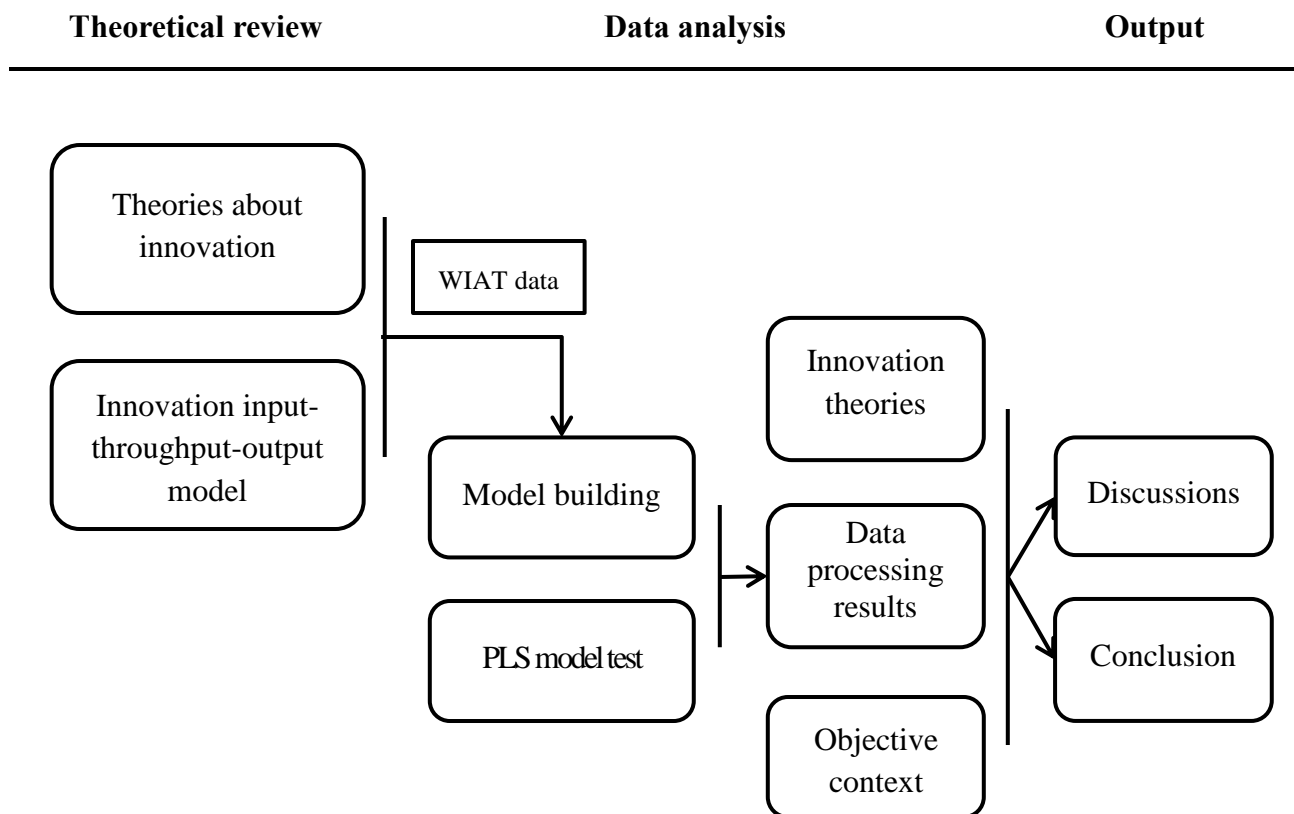 Theoretical review
Data analysis
Output
Theories about
innovation
WIAT data
Innovation input-
throughput-output
model
Model building
PLS model test
Innovation
theories
Data
processing
results
Objective
context
Discussions
Conclusion